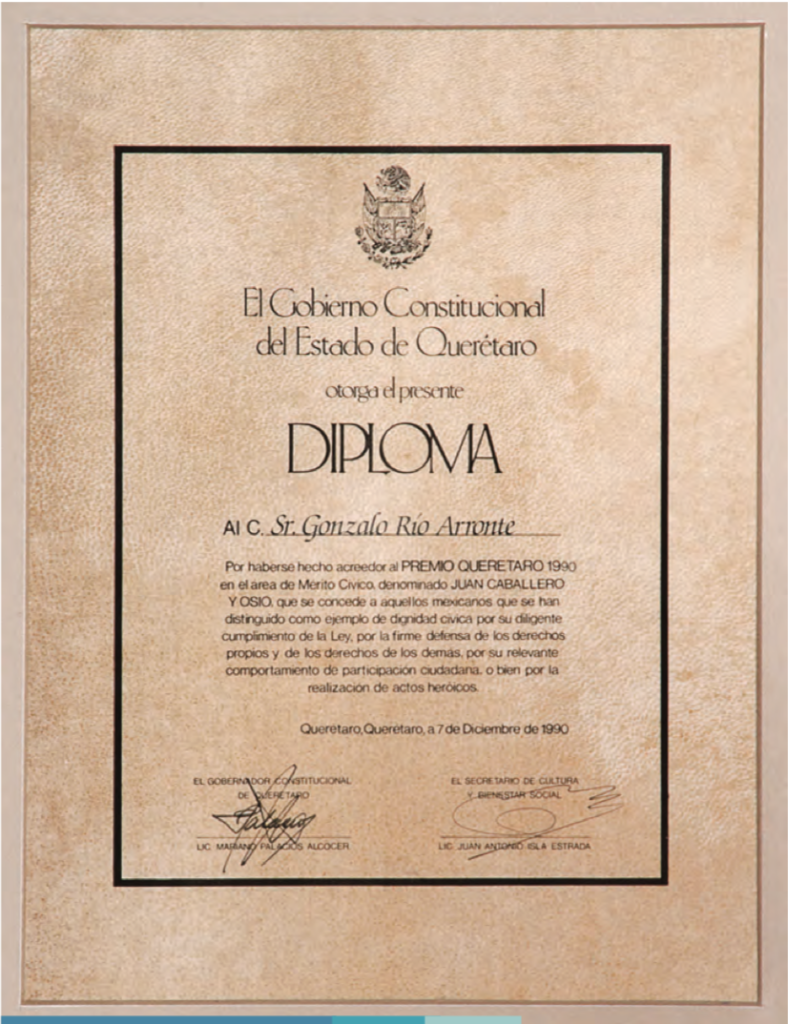 El Gobierno Constitucional
del Estado de Querétaro
otorga el presente
DIPLOMA
Al C. Sr. Gonzalo Río Arronte
Por haberse hecho acreedor al PREMIO QUERETARO 1990
en el area de Mérito Cívico, denominado JUAN CABALLERO
Y OSIO, que se concede a aquellos mexicanos que se han
distinguido como ejemplo de dignidad cívica por su diligente
cumplimiento de la Ley, por la firme defensa de los derechos
propios y de los derechos de los demás, por su relevante
comportamiento de participación ciudadana, o bien por la
realización de actos heróicos.
Querétaro, Querétaro, a 7 de Diciembre de 1990
EL GOBERNADOR CONSTITUCIONAL
DE QUERETARO
LIC. MARIANO PALACIOS ALCOCER
EL SECRETARIO DE CULTURA
Y BIENESTAR SOCIAL
LIC. JUAN ANTONIO ISLA ESTRADA